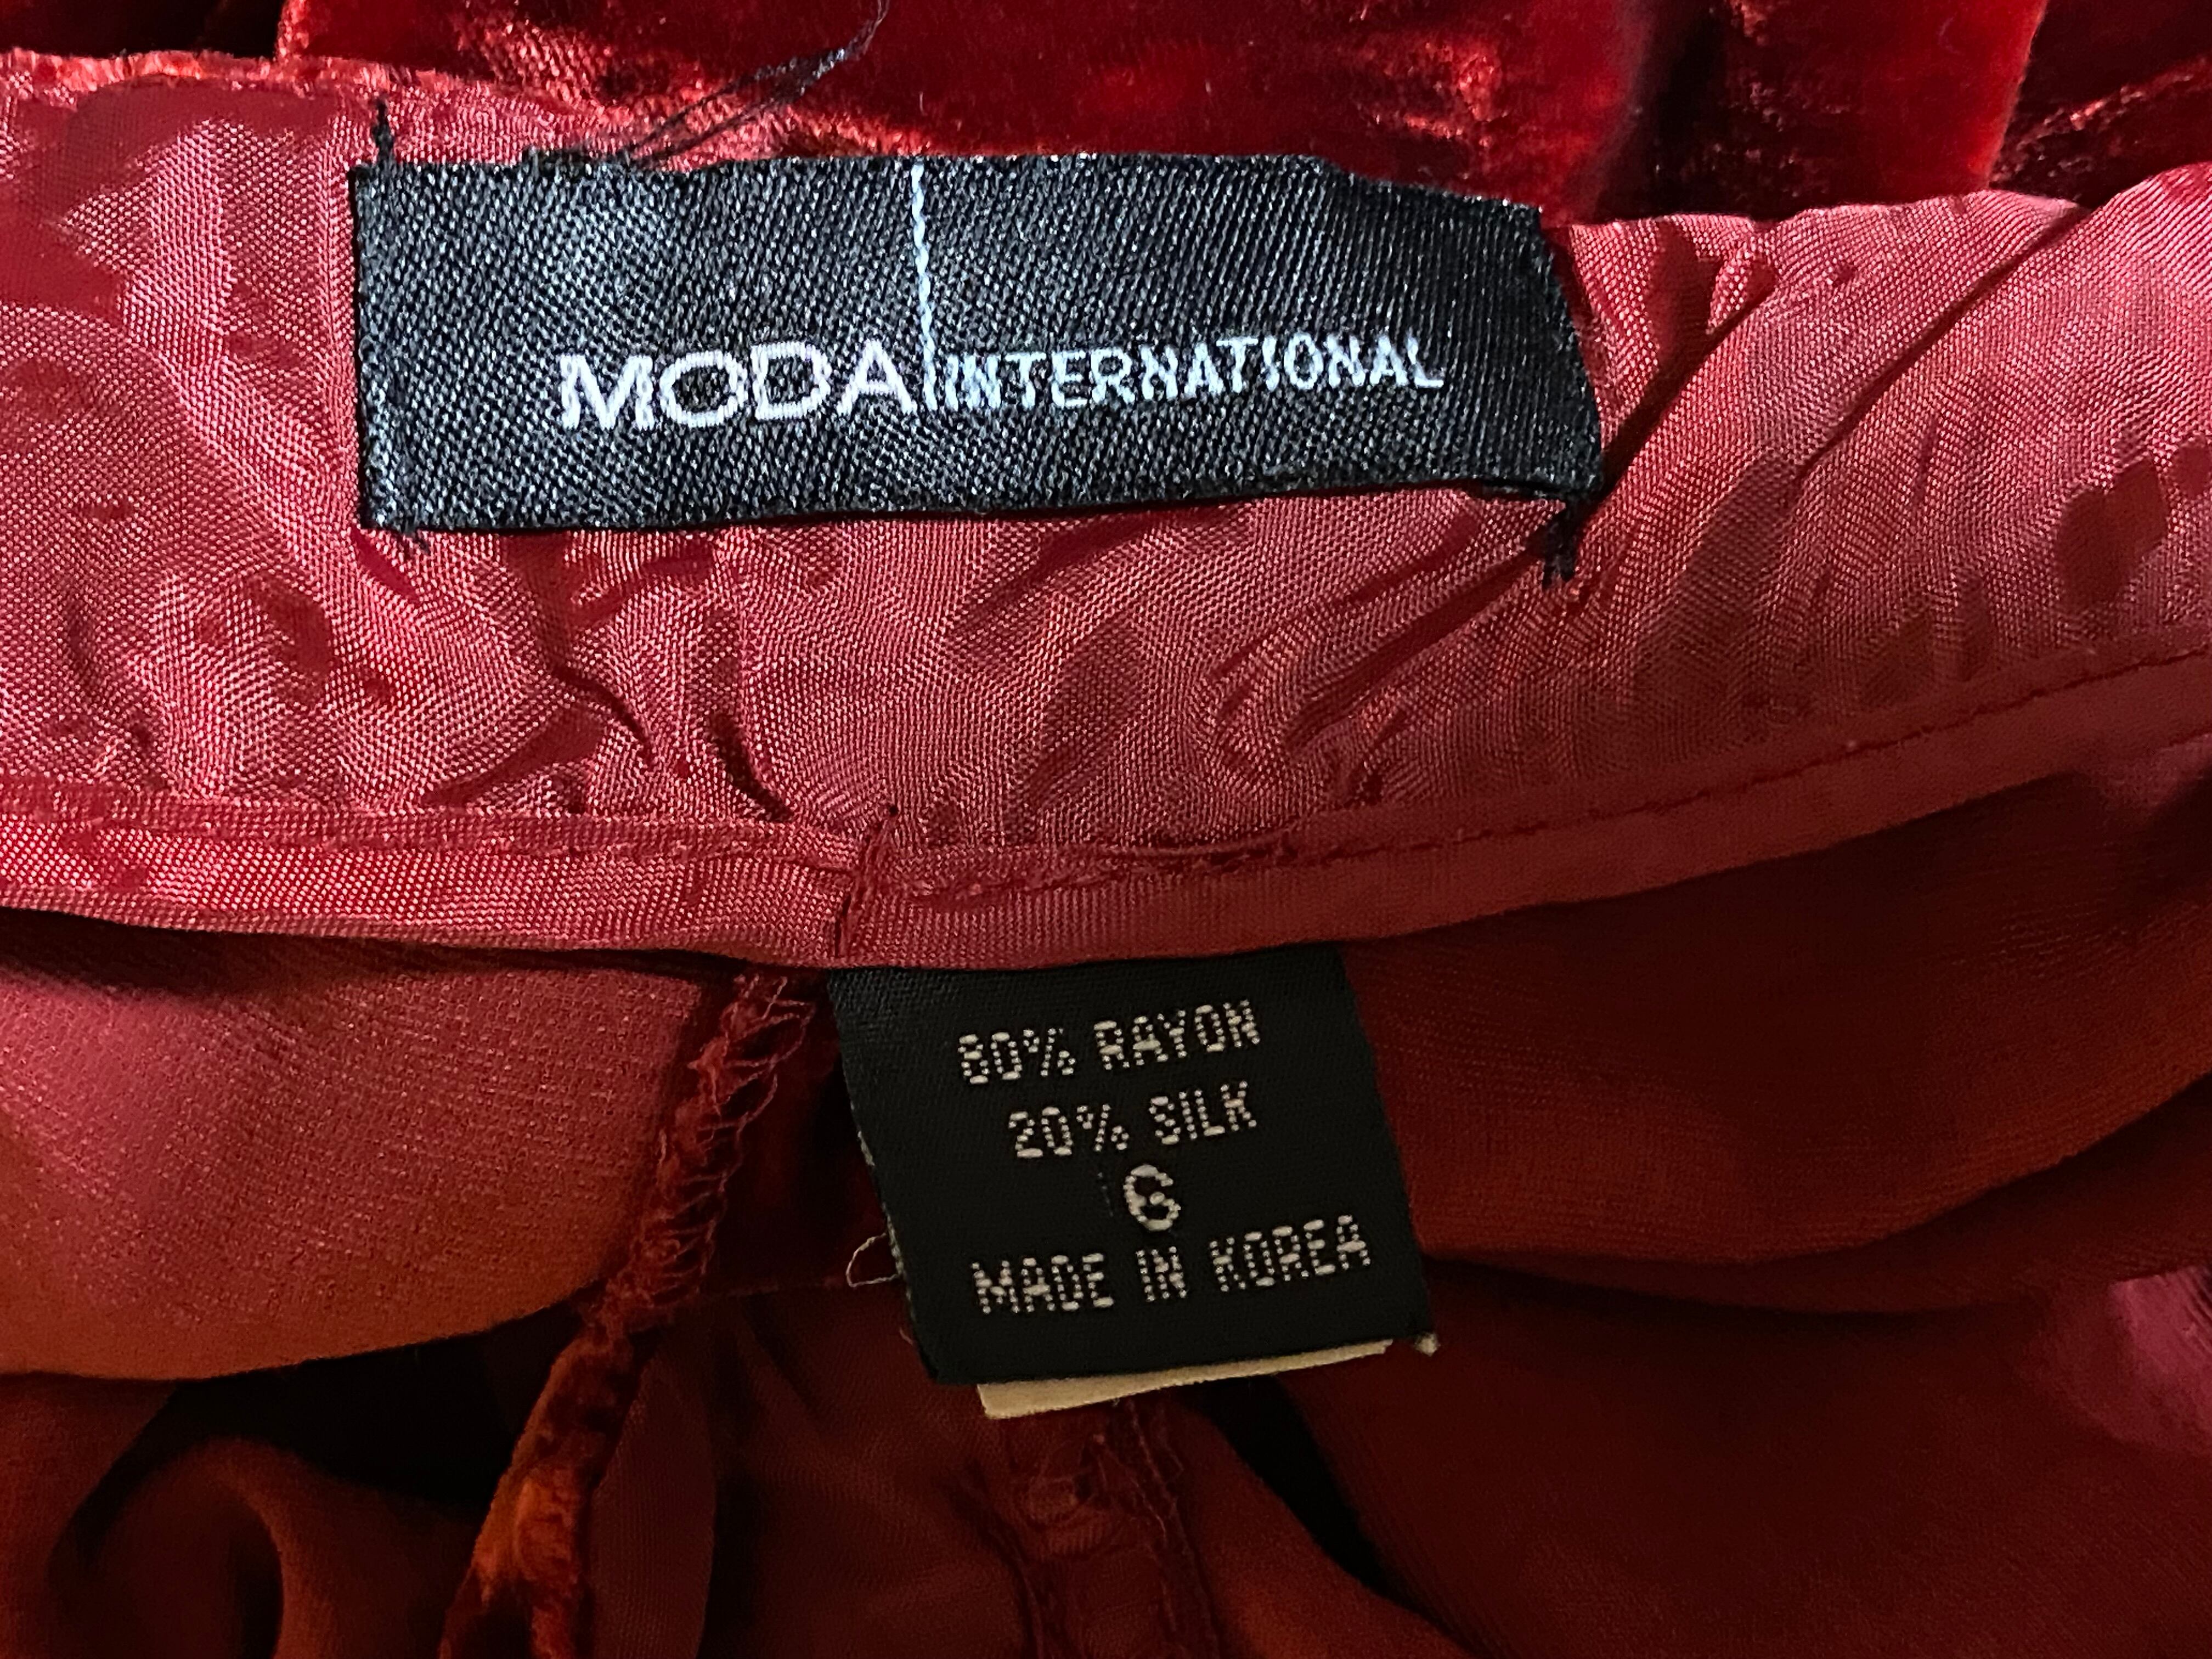 MODA INTERNATIONAL
80% RAYON
20% SILK
6
MADE IN KOREA